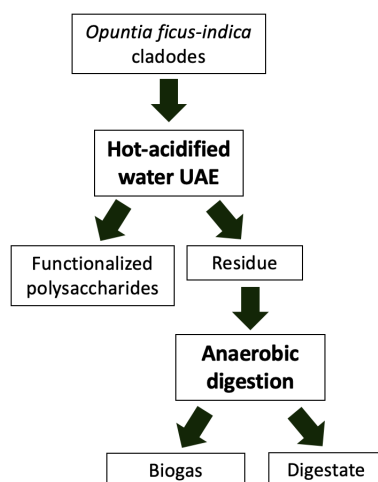 Opuntia ficus-indica
cladodes
Hot-acidified
water UAE
Functionalized
polysaccharides
Residue
Anaerobic
digestion
Biogas
Digestate